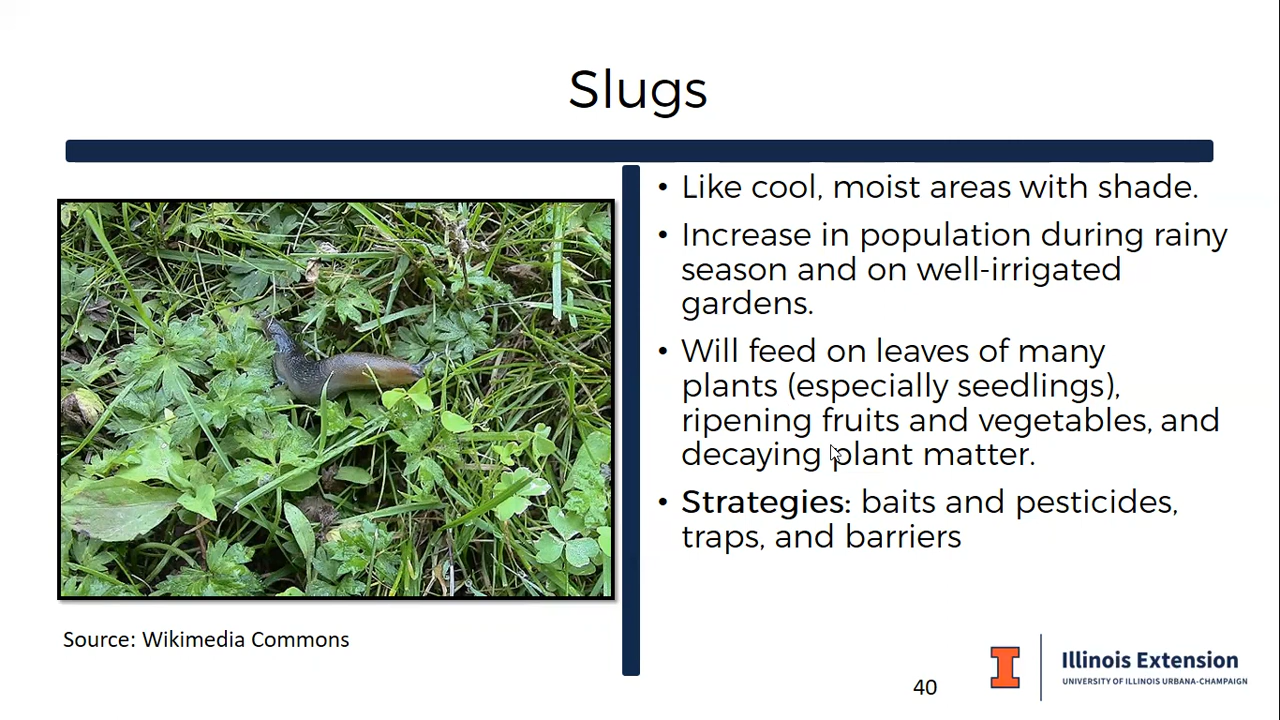 Slugs
• Like cool, moist areas with shade.
• Increase in population during rainy
season and on well-irrigated
gardens.
• Will feed on leaves of many
plants (especially seedlings),
ripening fruits and vegetables, and
decaying plant matter.
• Strategies: baits and pesticides,
traps, and barriers
Source: Wikimedia Commons
40
I
Illinois Extension
UNIVERSITY OF ILLINOIS URBANA-CHAMPAIGN